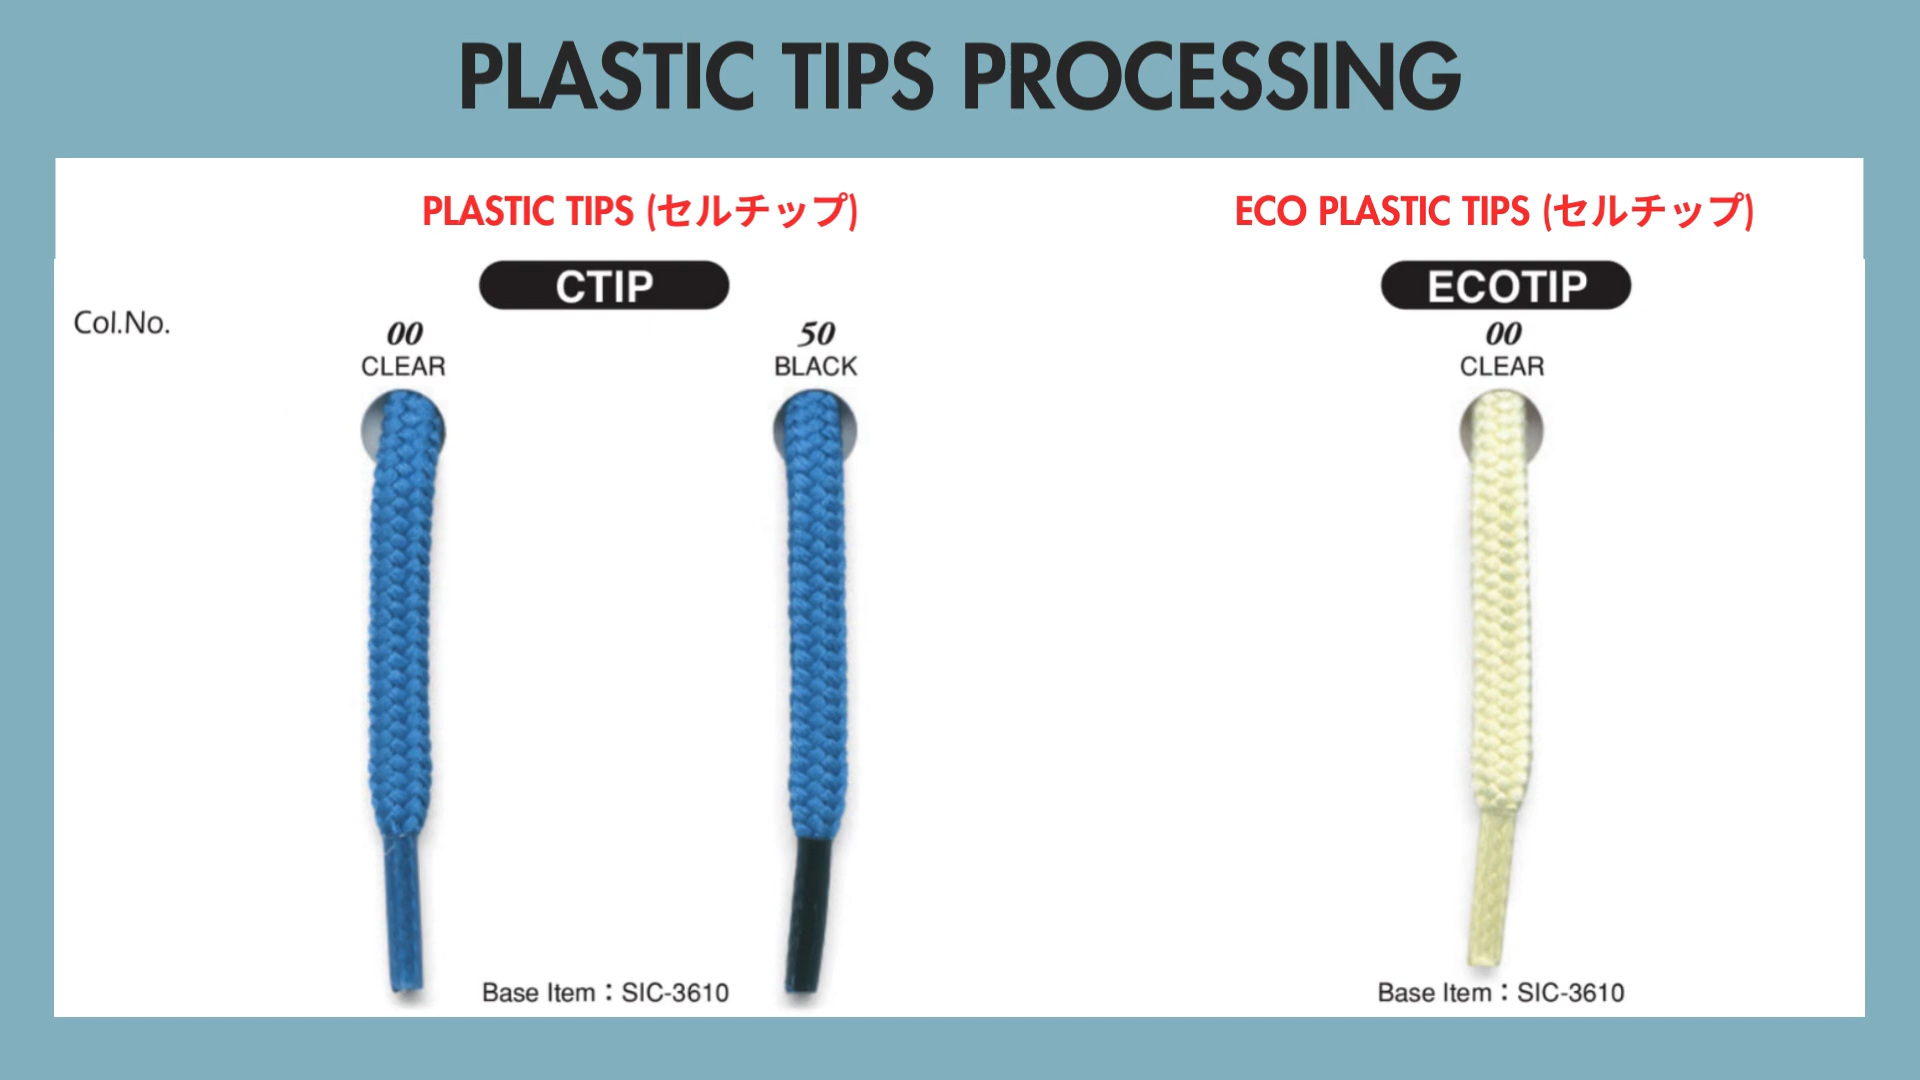 PLASTIC TIPS PROCESSING
PLASTIC TIPS (セルチップ)
ECO PLASTIC TIPS (セルチップ)
CTIP
ECOTIP
Col.No.
00
CLEAR
50
BLACK
00
CLEAR
Base Item：SIC-3610
Base Item：SIC-3610